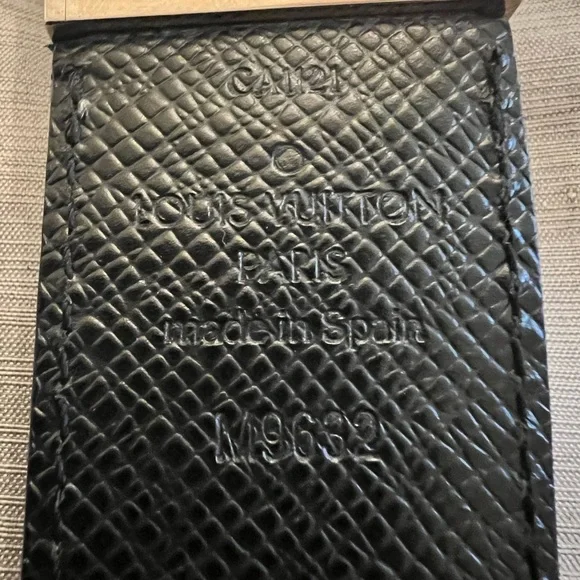 CA1121
LOUIS VUITTON
PARIS
made in Spain
M9632